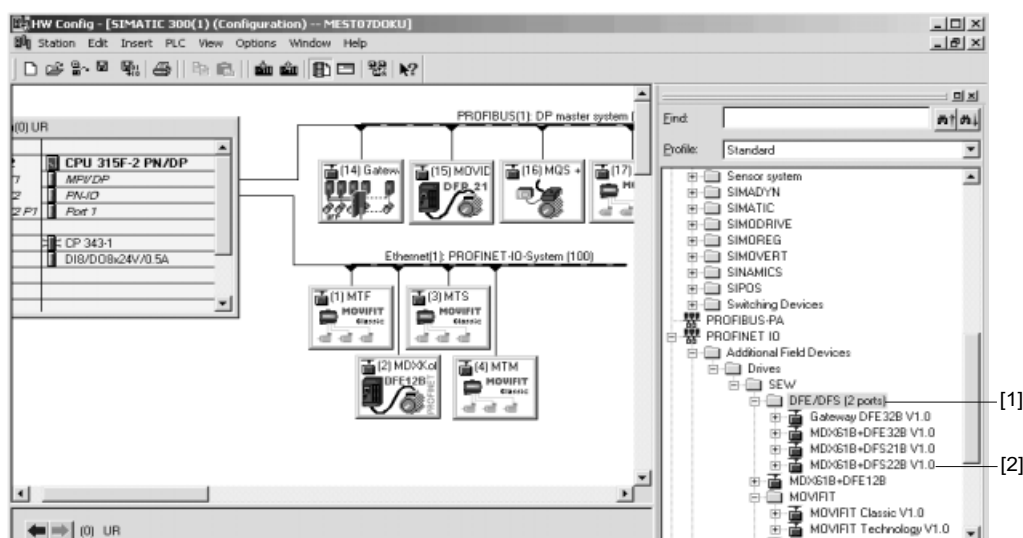 HW Config - [SIMATIC 300(1) (Configuration) -- MEST07DOKU]
Station Edit Insert PLC View Options Window Help
(0) UR
2 CPU 315F-2 PN/DP
MPI/DP
PN-IO
2 P1 Port 1
CP 343-1
DI8/DO8x24V/0.5A
PROFIBUS(1): DP master system (
(14) Gatew
(15) MOVID
DFP 21
(16) MQS +
(17)
Ethernet(1): PROFINET-IO-System (100)
(1) MTF
MOVIFIT
Classic
(3) MTS
MOVIFIT
Classic
(2) MDXKol
DFE12B
PROFINET
(4) MTM
MOVIFIT
Classic
(0) UR
Find:
Profile: Standard
Sensor system
SIMADYN
SIMATIC
SIMODRIVE
SIMOREG
SIMOVERT
SINAMICS
SIPOS
Switching Devices
PROFIBUS-PA
PROFINET IO
Additional Field Devices
Drives
SEW
DFE/DFS (2 ports) [1]
Gateway DFE32B V1.0
MDX61B+DFE32B V1.0
MDX61B+DFS21B V1.0
MDX61B+DFS22B V1.0 [2]
MDX61B+DFE12B
MOVIFIT
MOVIFIT Classic V1.0
MOVIFIT Technology V1.0